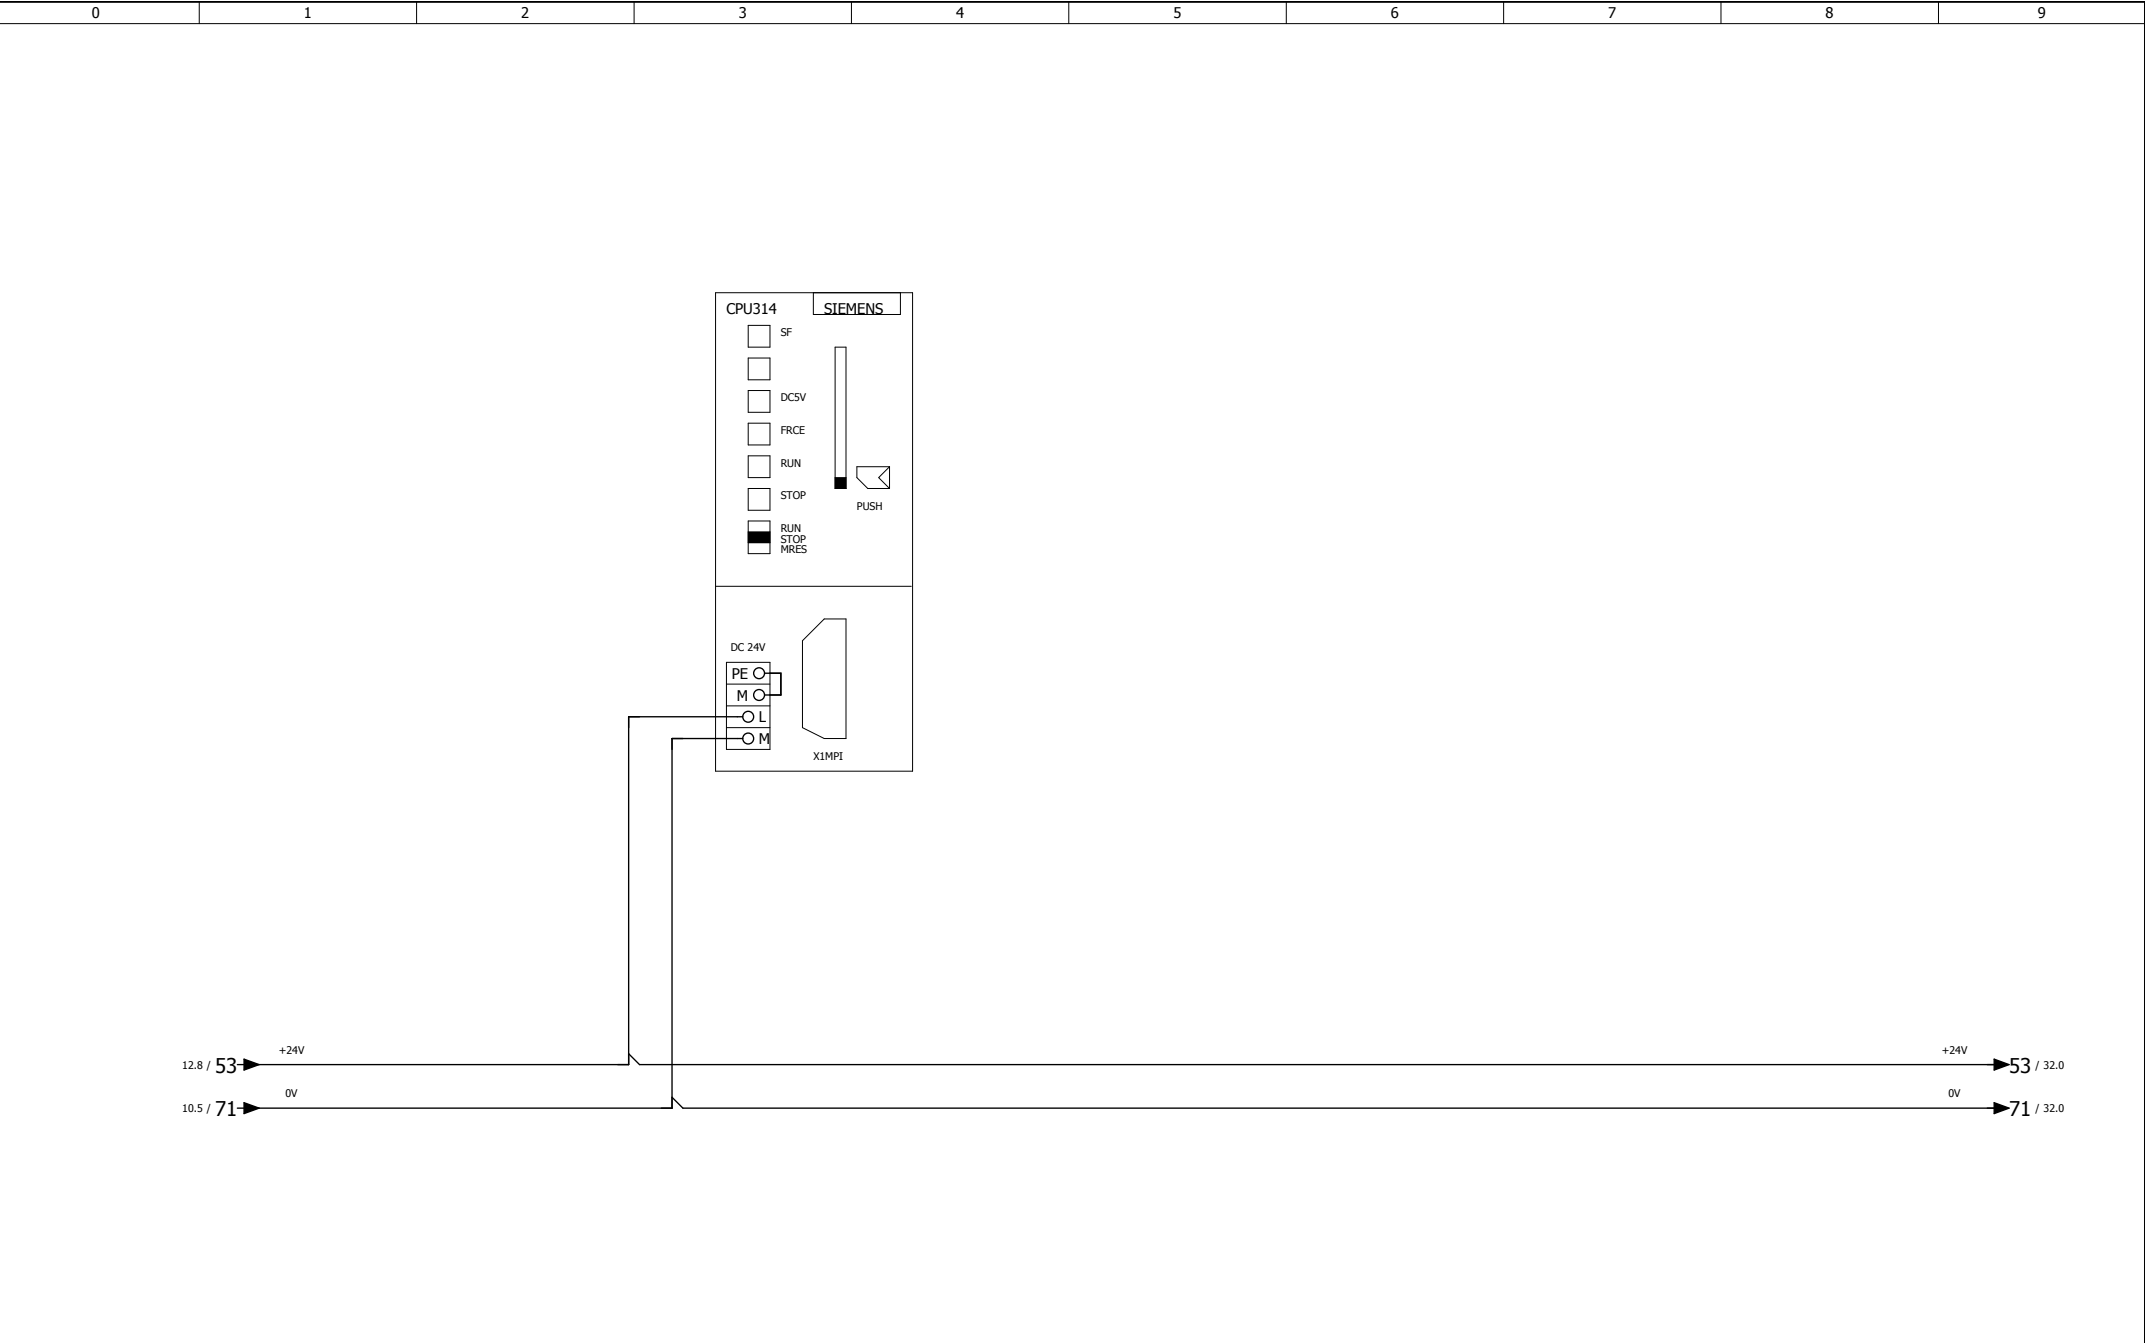 0 1 2 3 4 5 6 7 8 9
CPU314 SIEMENS
SF
DC5V
FRCE
RUN
STOP
PUSH
RUN
STOP
MRES
DC 24V
PE
M
L
M
X1MPI
+24V +24V
12.8 / 53 53 / 32.0
0V 0V
10.5 / 71 71 / 32.0